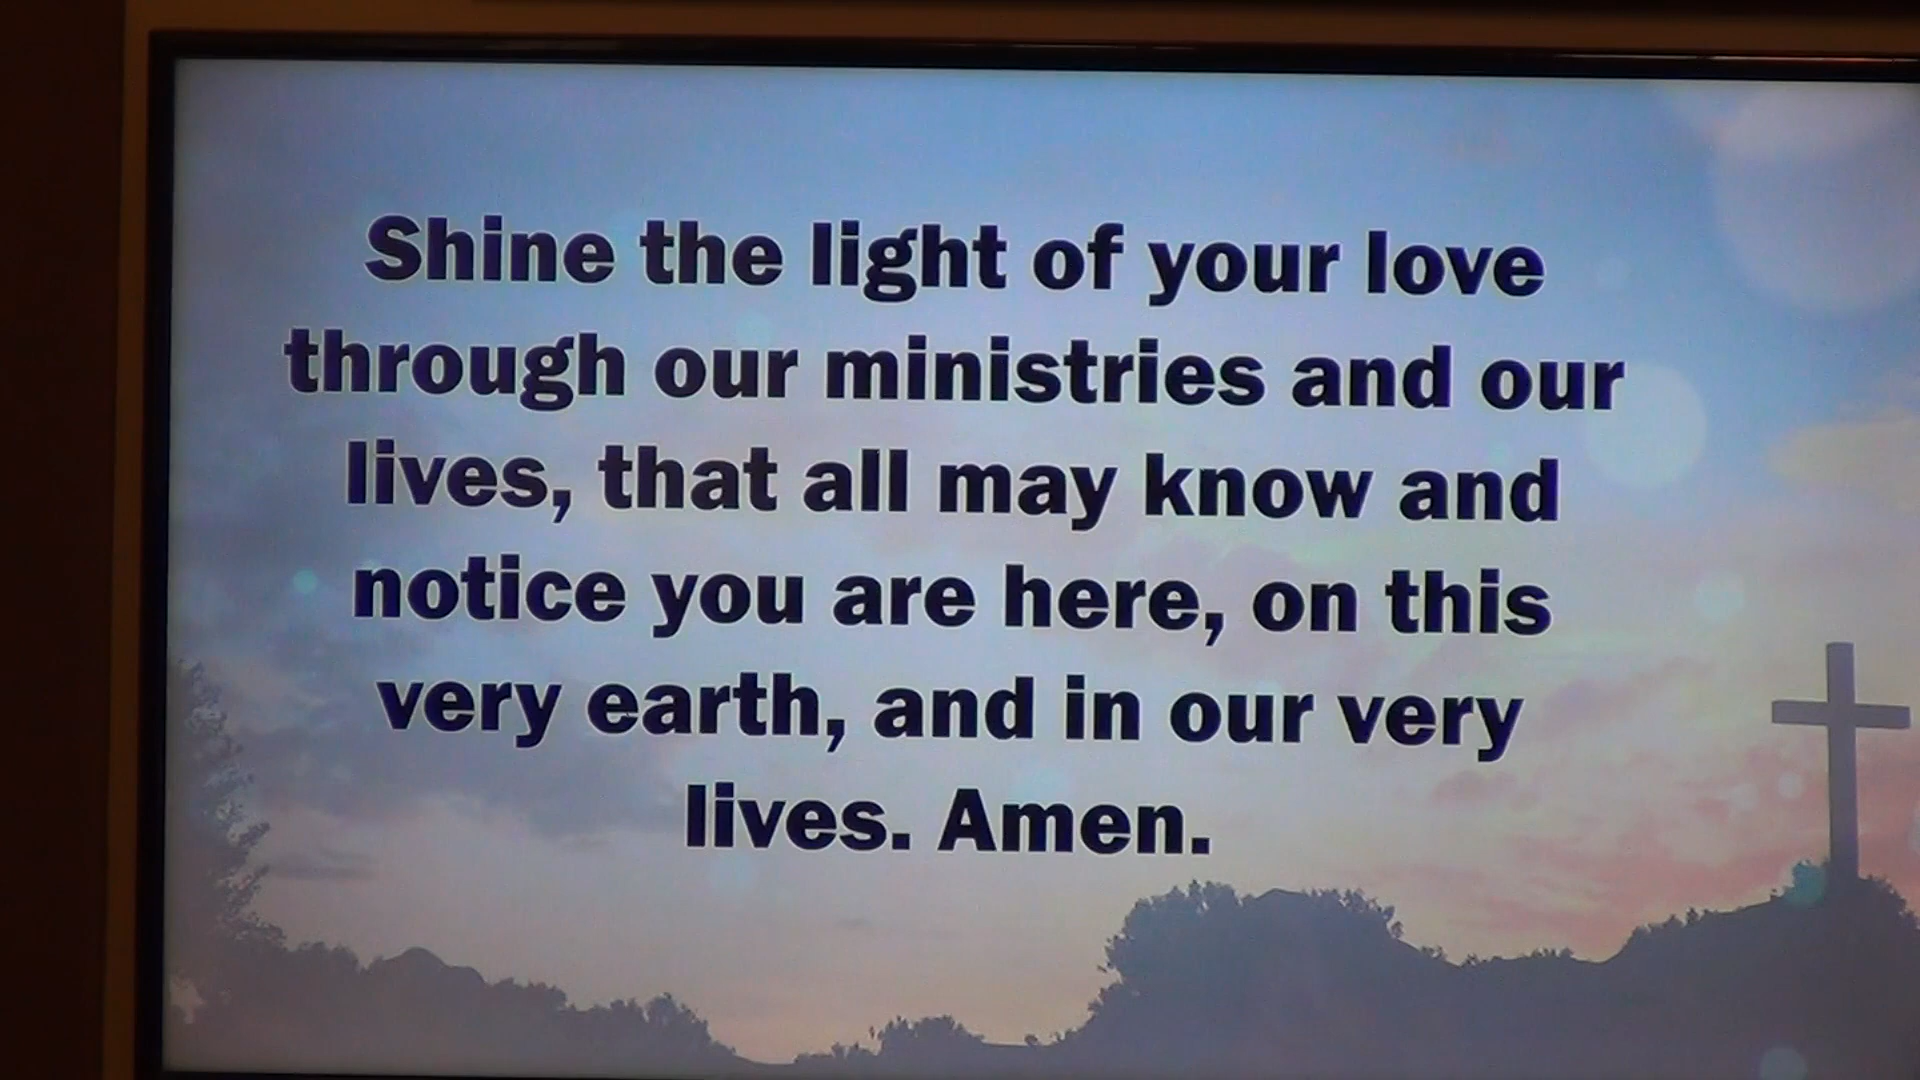 Shine the light of your love
through our ministries and our
lives, that all may know and
notice you are here, on this
very earth, and in our very
lives. Amen.